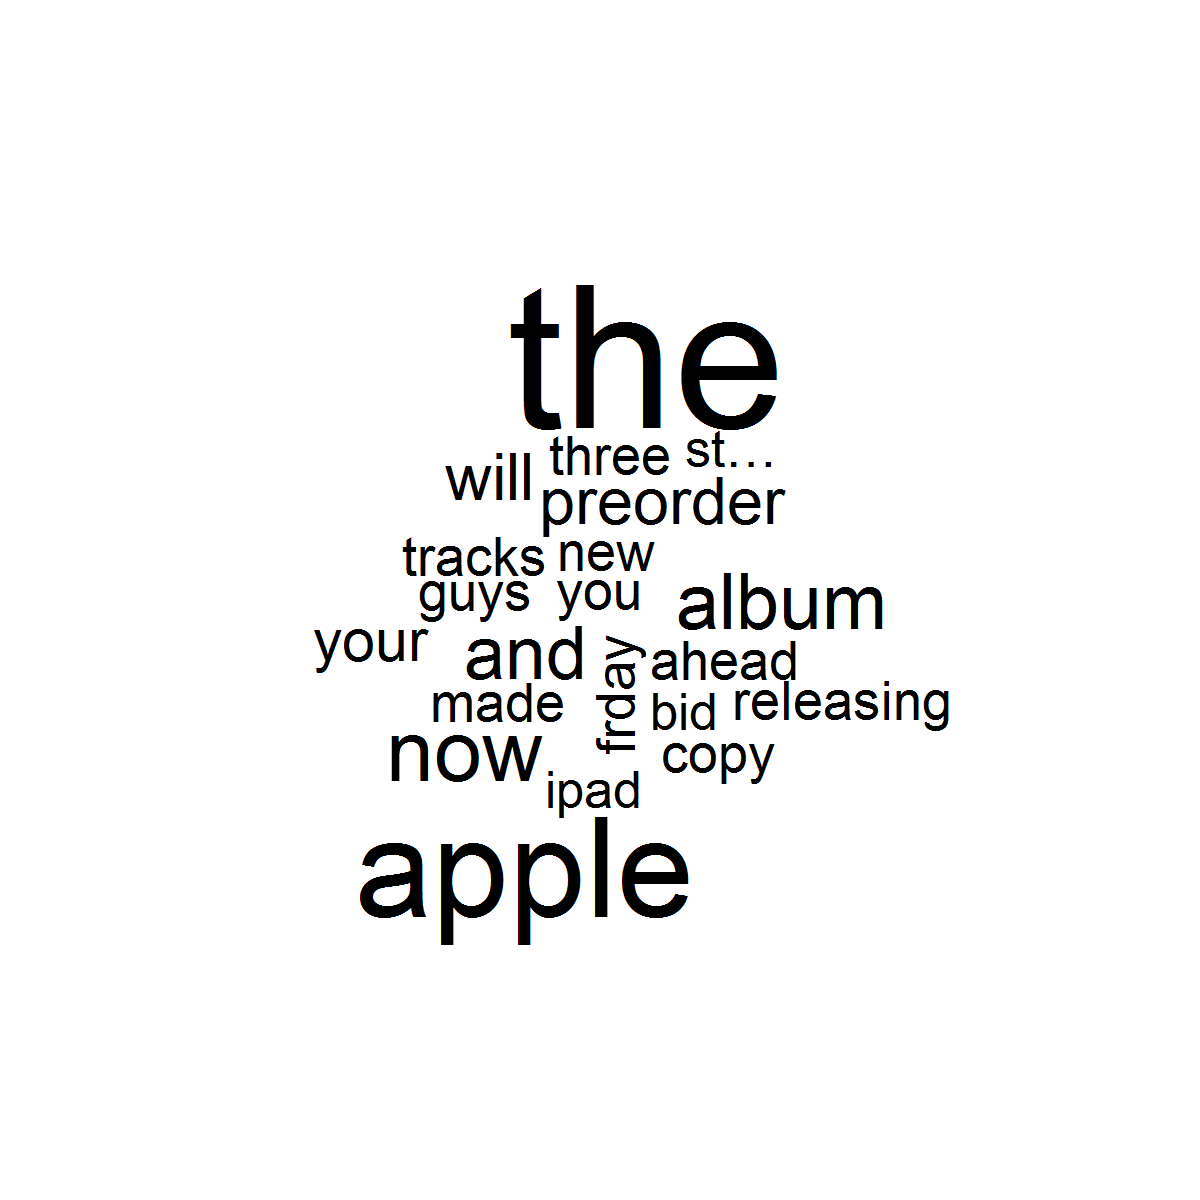 the
will three st…
preorder
tracks new
guys you album
your and frday ahead
made bid releasing
now copy
ipad
apple